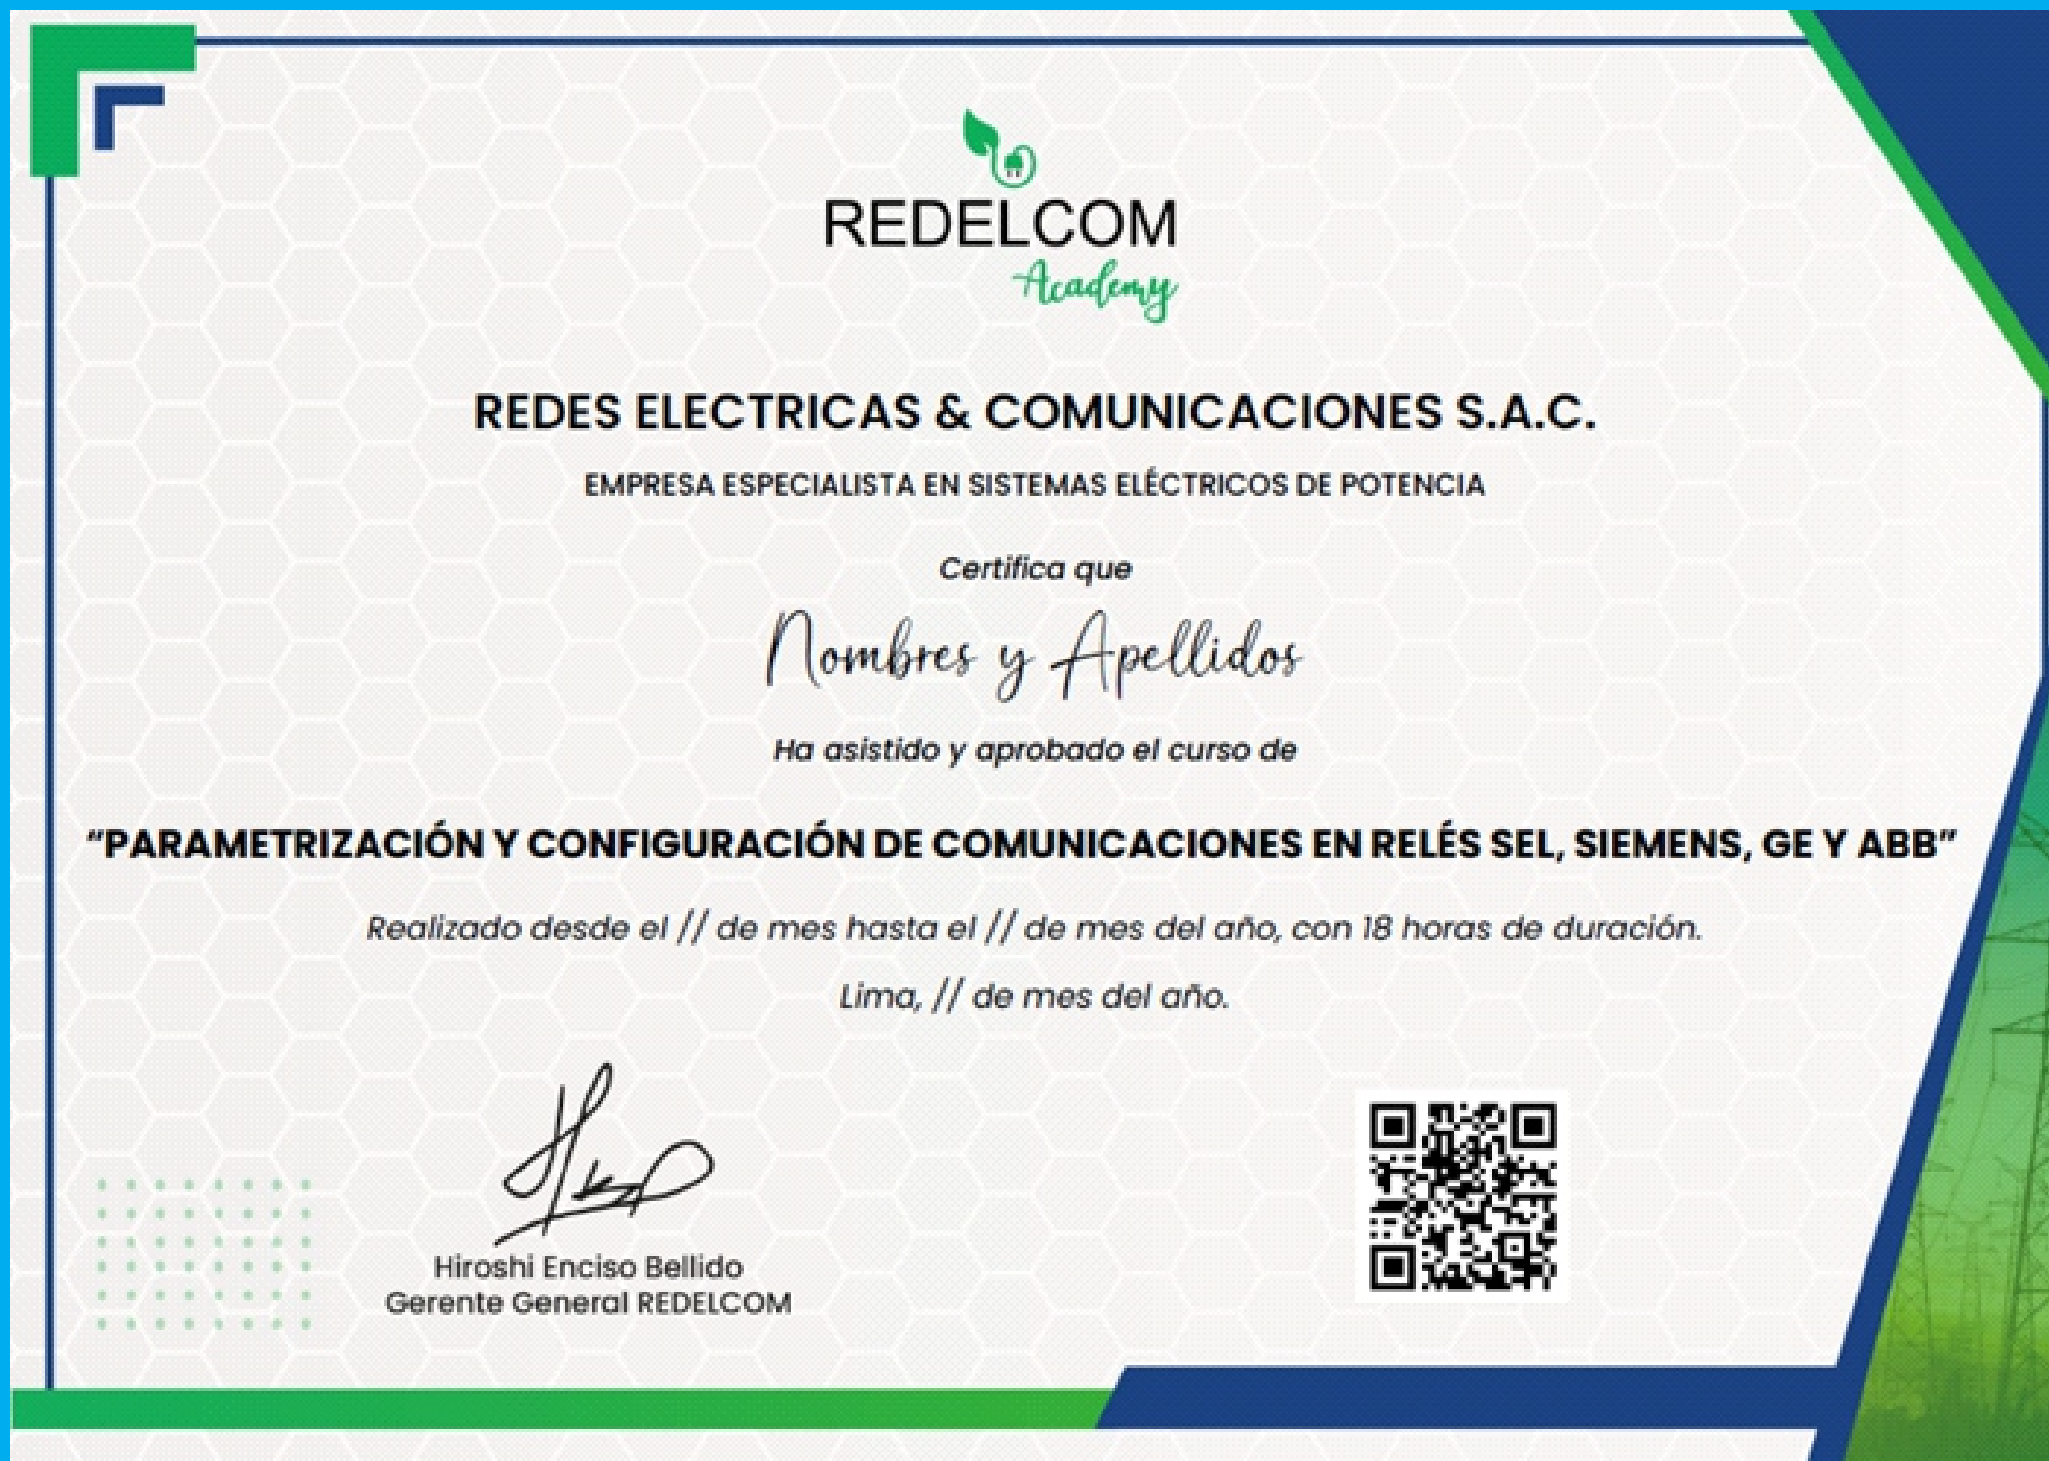 REDELCOM
Academy
REDES ELECTRICAS & COMUNICACIONES S.A.C.
EMPRESA ESPECIALISTA EN SISTEMAS ELÉCTRICOS DE POTENCIA
Certifica que
Nombres y Apellidos
Ha asistido y aprobado el curso de
“PARAMETRIZACIÓN Y CONFIGURACIÓN DE COMUNICACIONES EN RELÉS SEL, SIEMENS, GE Y ABB”
Realizado desde el // de mes hasta el // de mes del año, con 18 horas de duración.
Lima, // de mes del año.
Hiroshi Enciso Bellido
Gerente General REDELCOM